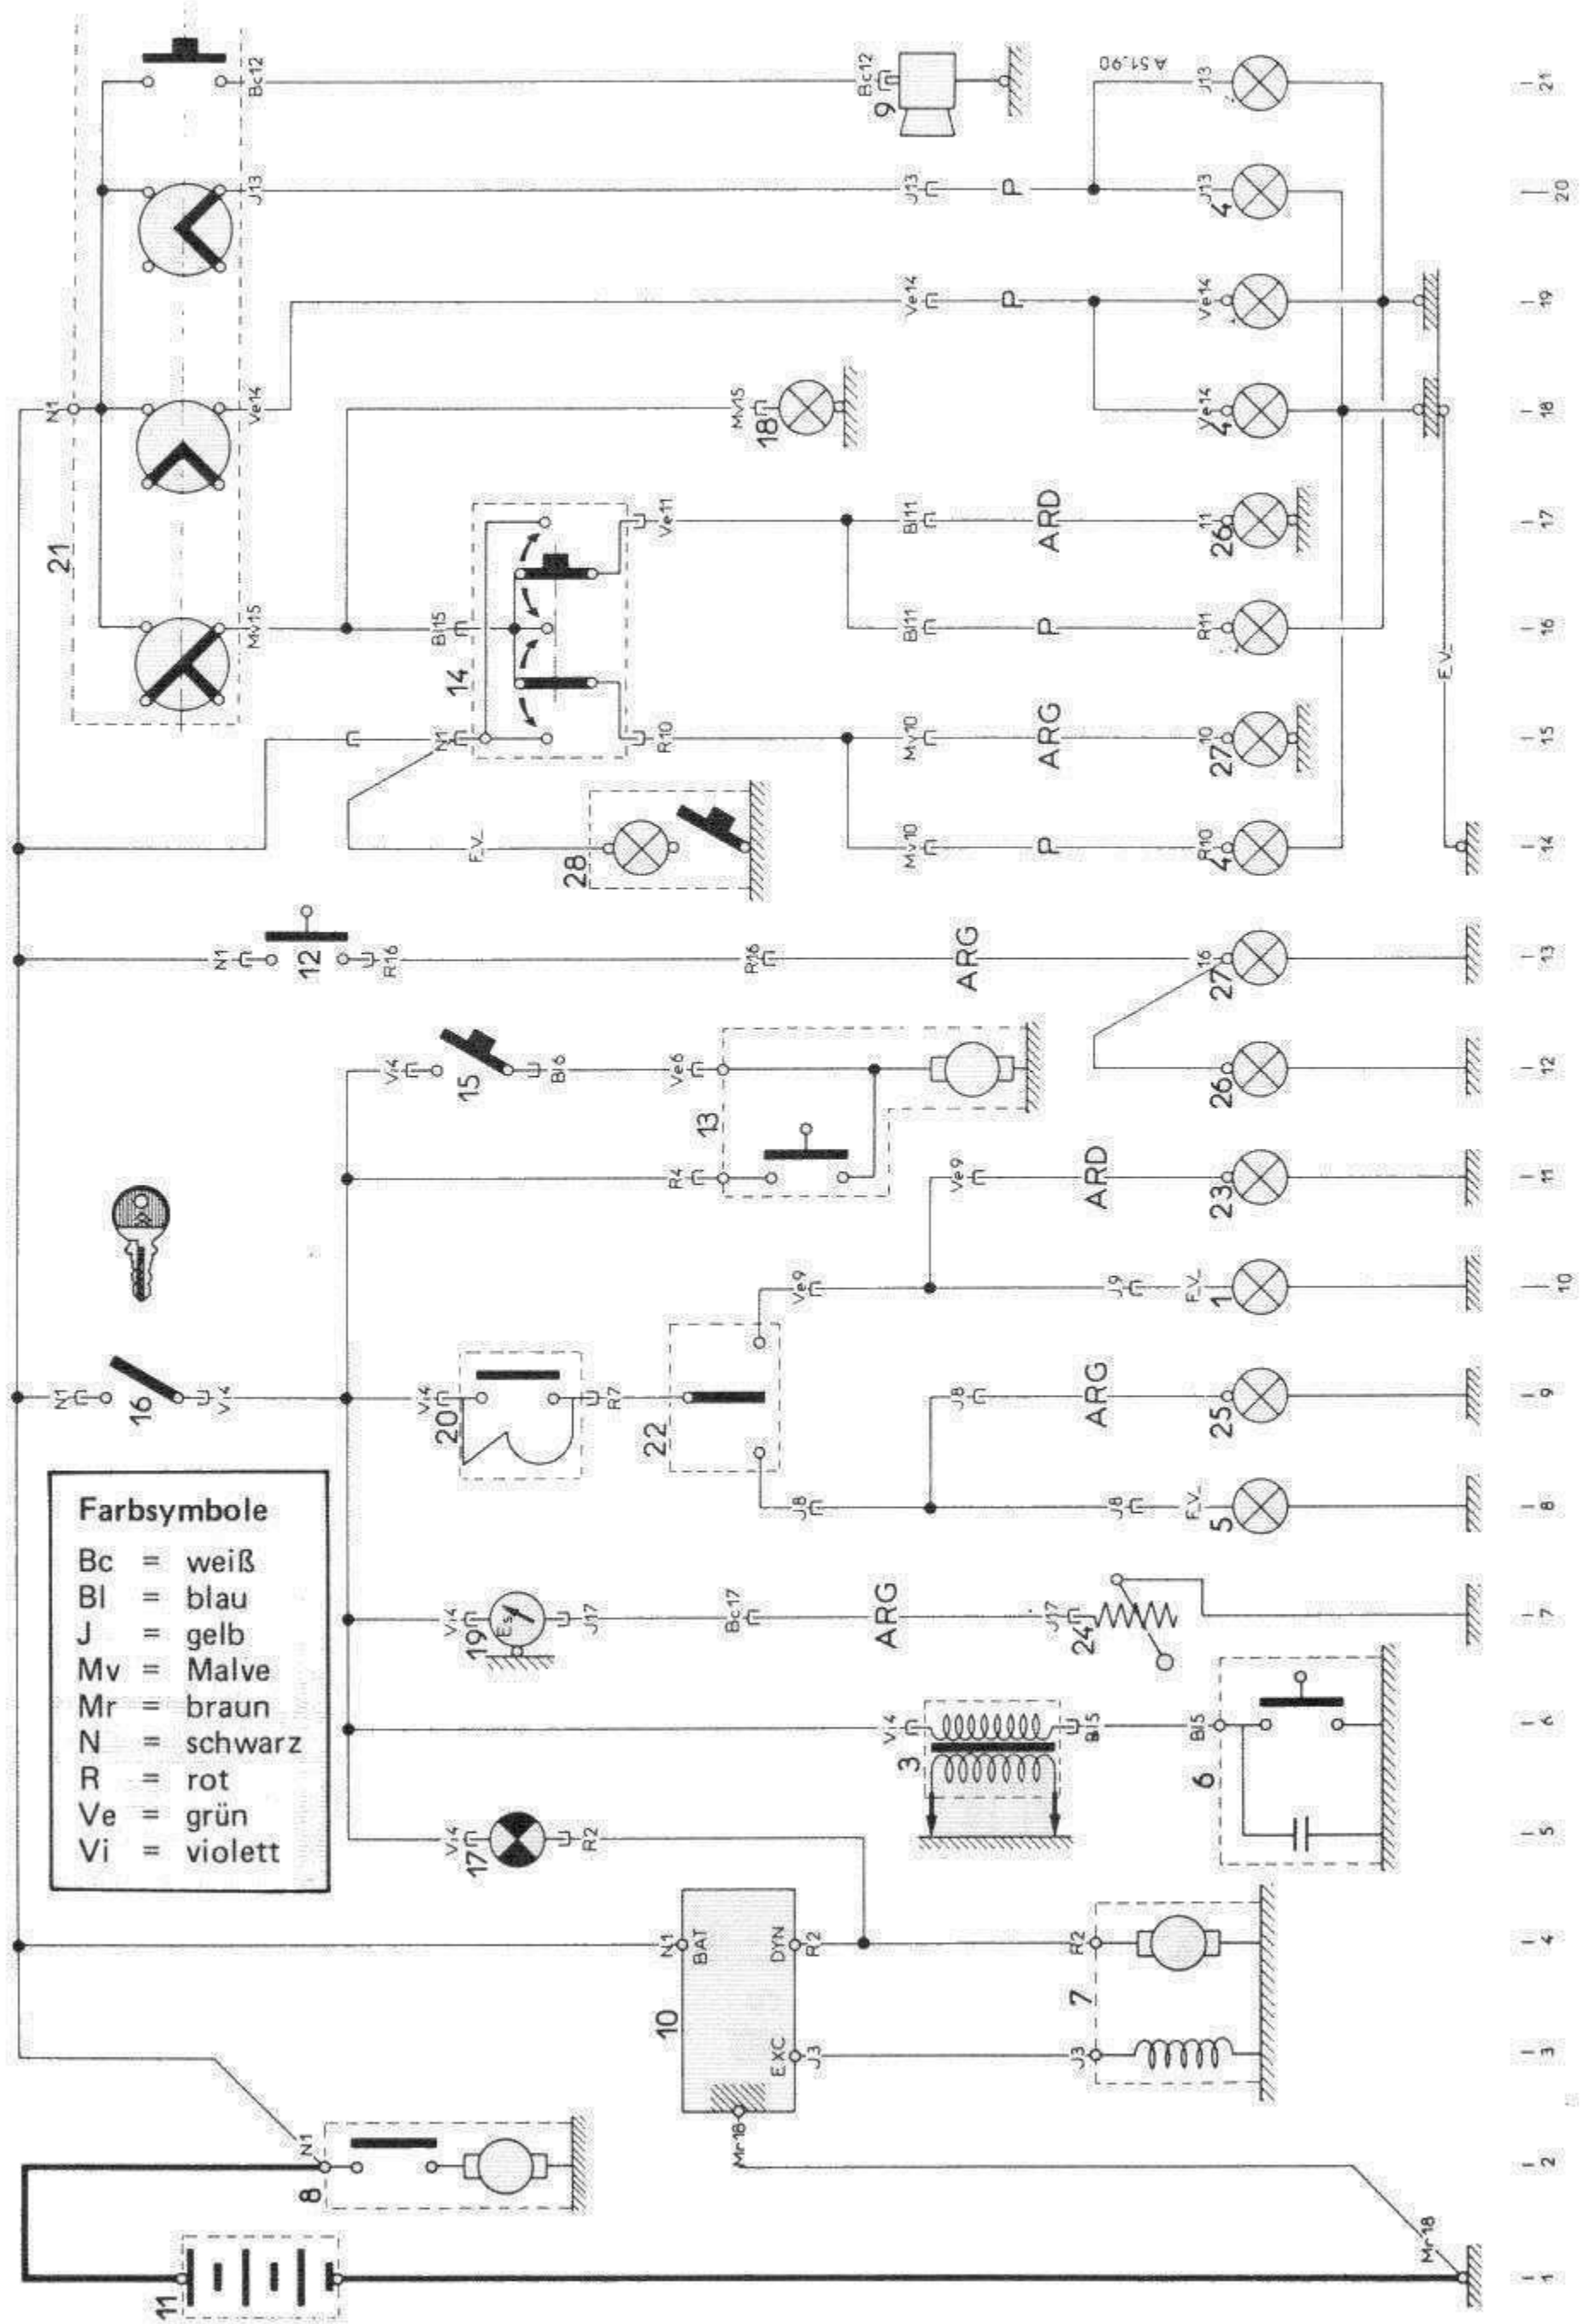 Farbsymbole
Bc = weiß
Bl = blau
J = gelb
Mv = Malve
Mr = braun
N = schwarz
R = rot
Ve = grün
Vi = violett
21
N1
Mv15
Ve14
J13
Bc12
Bc12
9
A 51.90
J13
J13
P
J13
4
Ve14
P
Ve14
Ve14
4
Mv15
18
14
Bl15
N1
R10
Ve11
Bl11
ARD
11
26
Bl11
P
R11
Mv10
ARG
10
27
Mv10
P
R10
4
F.V_
F.V_
28
N1
12
R16
R16
ARG
16
27
26
Vi4
15
Bl6
Ve6
13
R4
Ve9
ARD
23
Ve9
J9
F.V_
1
N1
16
Vi4
Vi4
20
R7
22
J8
ARG
25
J8
J8
F.V_
5
Vi4
19
J17
Bc17
ARG
J17
24
Vi4
3
Bl5
Bl5
6
Vi4
17
R2
N1
BAT
10
DYN
R2
EXC
J3
R2
7
J3
Mr18
Mr18
N1
8
11
1
2
3
4
5
6
7
8
9
10
11
12
13
14
15
16
17
18
19
20
21